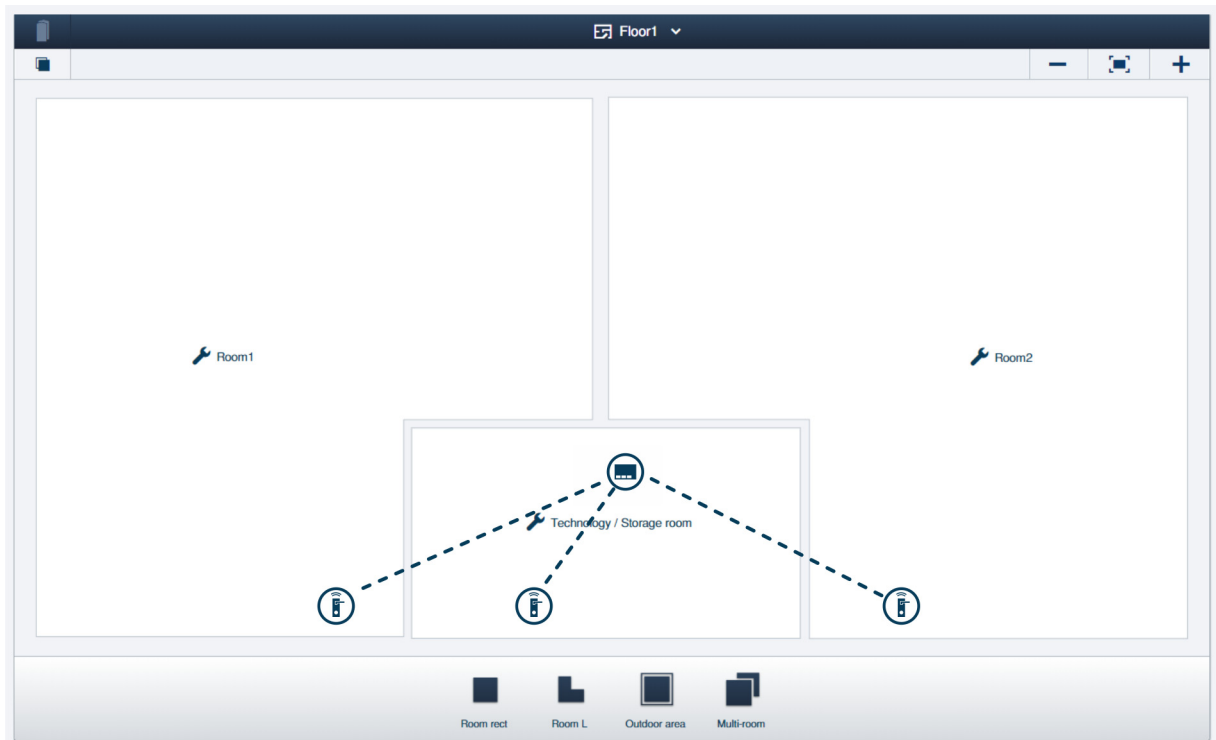 Floor1
Room1
Room2
Technology / Storage room
Room rect
Room L
Outdoor area
Multi-room